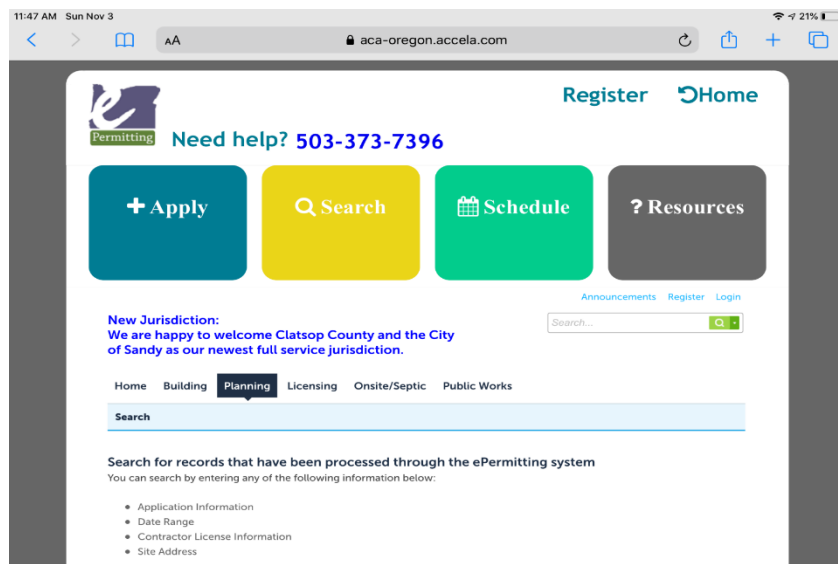 11:47 AM Sun Nov 3
21%
AA
aca-oregon.accela.com
e
Permitting
Need help? 503-373-7396
Register Home
Apply
Search
Schedule
? Resources
Announcements Register Login
New Jurisdiction:
We are happy to welcome Clatsop County and the City
of Sandy as our newest full service jurisdiction.
Search...
Home Building Planning Licensing Onsite/Septic Public Works
Search
Search for records that have been processed through the ePermitting system
You can search by entering any of the following information below:
• Application Information
• Date Range
• Contractor License Information
• Site Address